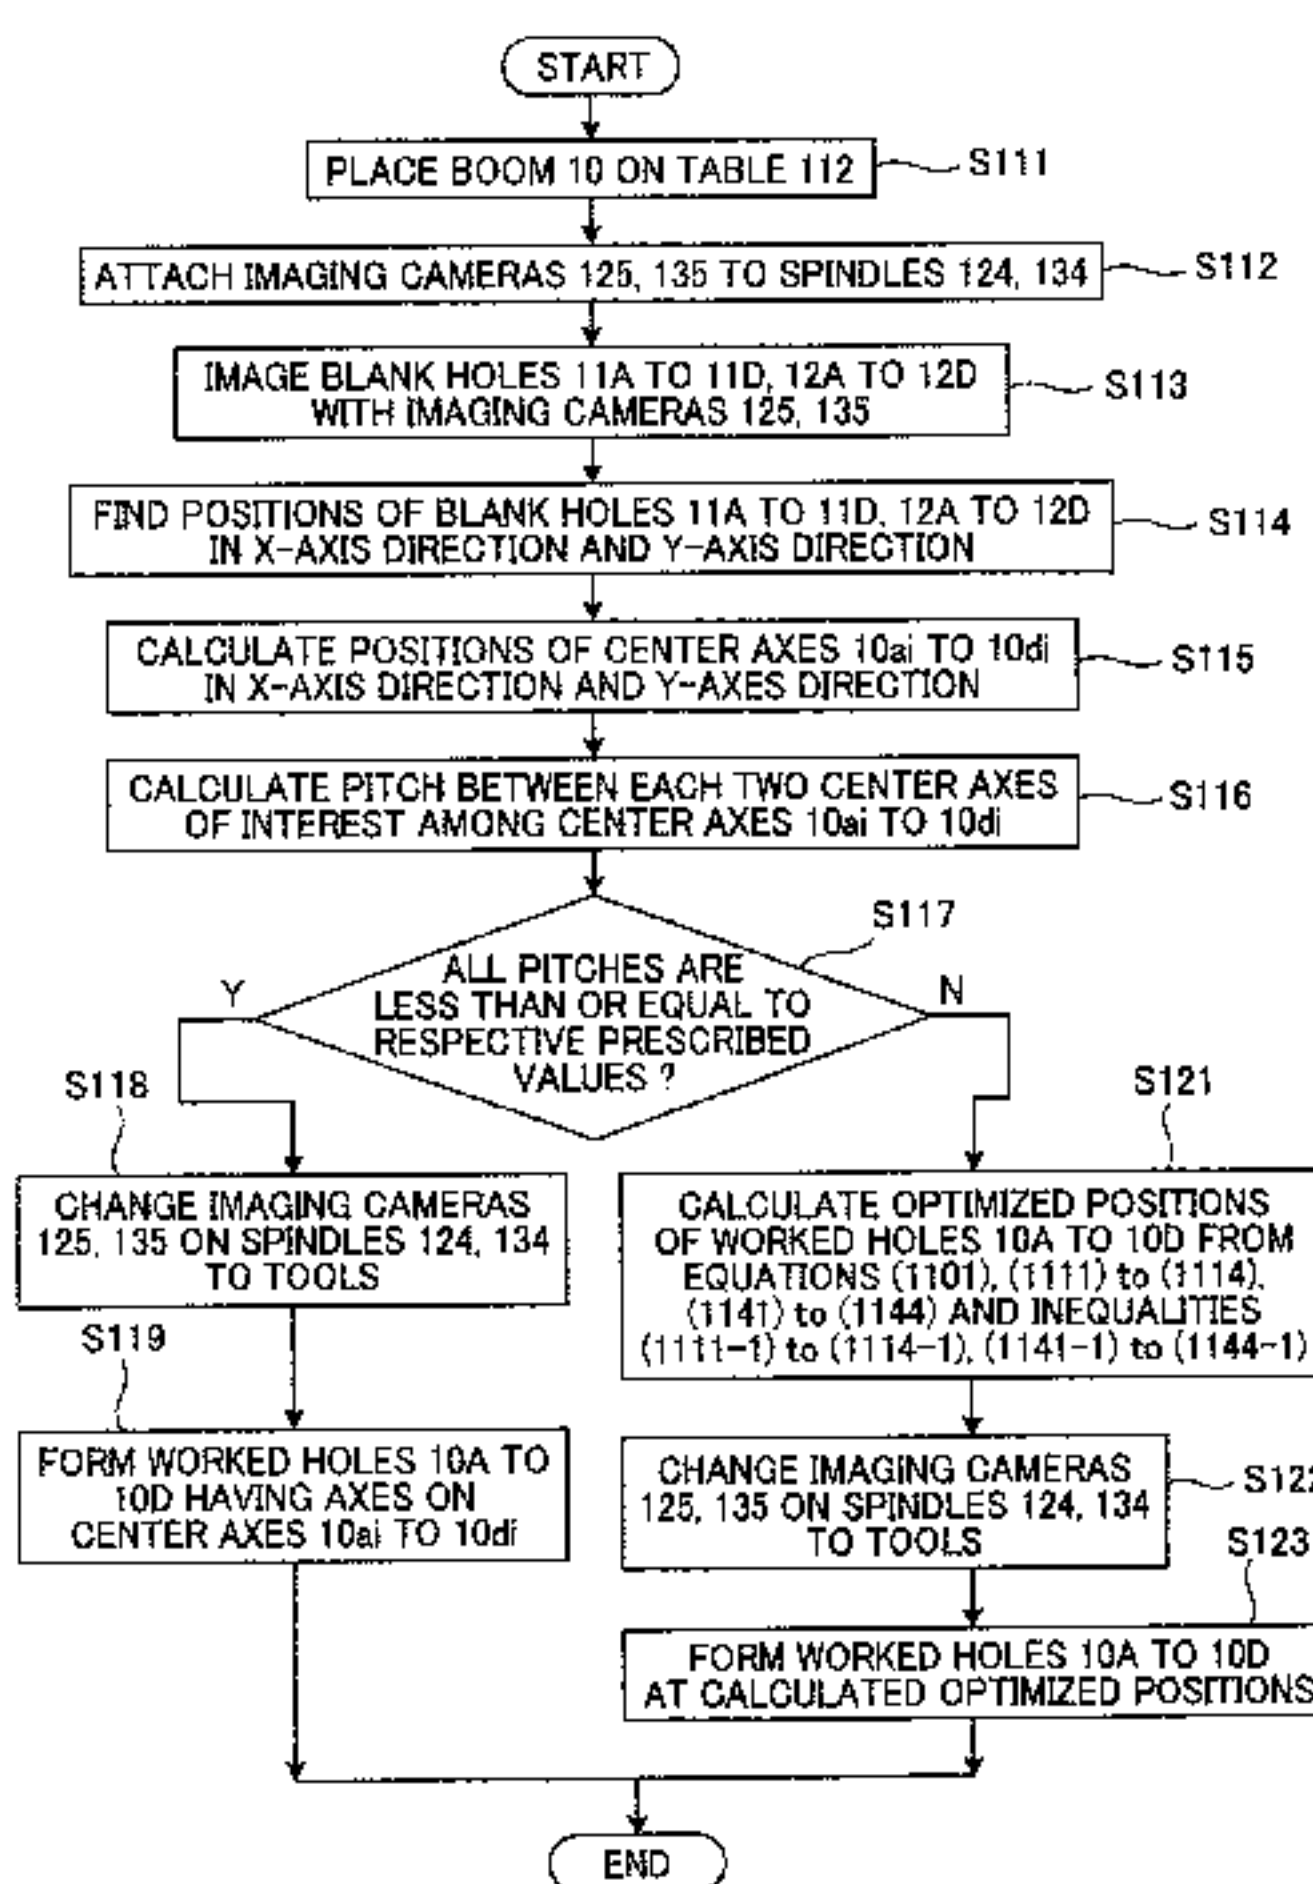 START
PLACE BOOM 10 ON TABLE 112
S111
ATTACH IMAGING CAMERAS 125, 135 TO SPINDLES 124, 134
S112
IMAGE BLANK HOLES 11A TO 11D, 12A TO 12D
WITH IMAGING CAMERAS 125, 135
S113
FIND POSITIONS OF BLANK HOLES 11A TO 11D, 12A TO 12D
IN X-AXIS DIRECTION AND Y-AXIS DIRECTION
S114
CALCULATE POSITIONS OF CENTER AXES 10ai TO 10di
IN X-AXIS DIRECTION AND Y-AXES DIRECTION
S115
CALCULATE PITCH BETWEEN EACH TWO CENTER AXES
OF INTEREST AMONG CENTER AXES 10ai TO 10di
S116
S117
ALL PITCHES ARE
LESS THAN OR EQUAL TO
RESPECTIVE PRESCRIBED
VALUES ?
Y
N
S118
CHANGE IMAGING CAMERAS
125, 135 ON SPINDLES 124, 134
TO TOOLS
S119
FORM WORKED HOLES 10A TO
10D HAVING AXES ON
CENTER AXES 10ai TO 10di
S121
CALCULATE OPTIMIZED POSITIONS
OF WORKED HOLES 10A TO 10D FROM
EQUATIONS (1101), (1111) to (1114),
(1141) to (1144) AND INEQUALITIES
(1111-1) to (1114-1), (1141-1) to (1144-1)
CHANGE IMAGING CAMERAS
125, 135 ON SPINDLES 124, 134
TO TOOLS
S122
S123
FORM WORKED HOLES 10A TO 10D
AT CALCULATED OPTIMIZED POSITIONS
END